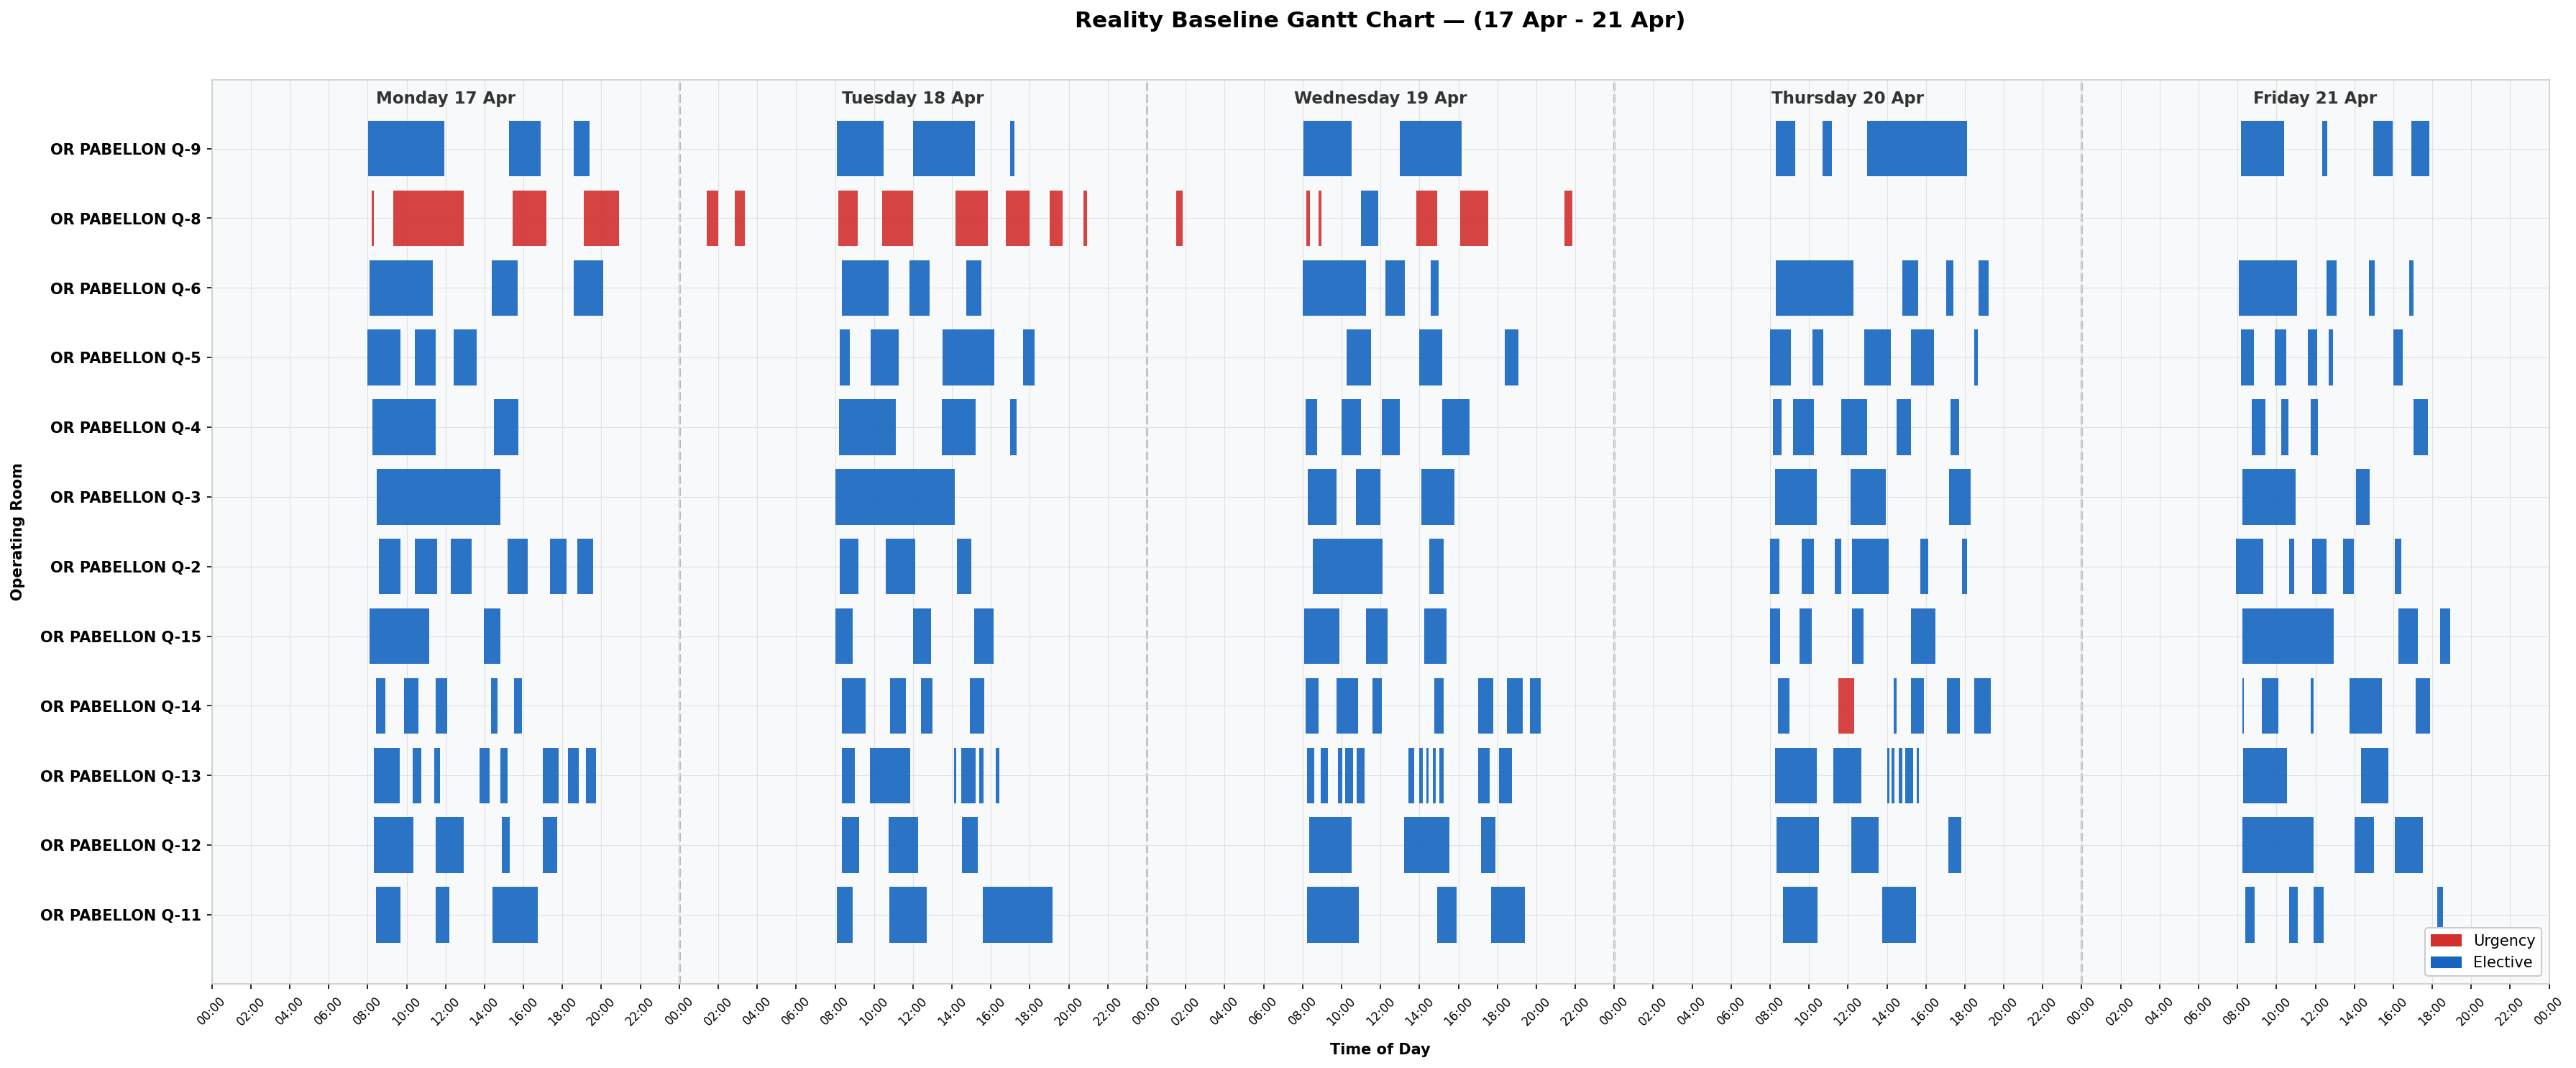 Reality Baseline Gantt Chart — (17 Apr - 21 Apr)
Monday 17 Apr
Tuesday 18 Apr
Wednesday 19 Apr
Thursday 20 Apr
Friday 21 Apr
OR PABELLON Q-9
OR PABELLON Q-8
OR PABELLON Q-6
OR PABELLON Q-5
OR PABELLON Q-4
OR PABELLON Q-3
OR PABELLON Q-2
OR PABELLON Q-15
OR PABELLON Q-14
OR PABELLON Q-13
OR PABELLON Q-12
OR PABELLON Q-11
Operating Room
Urgency
Elective
00:00 02:00 04:00 06:00 08:00 10:00 12:00 14:00 16:00 18:00 20:00 22:00 00:00 02:00 04:00 06:00 08:00 10:00 12:00 14:00 16:00 18:00 20:00 22:00 00:00 02:00 04:00 06:00 08:00 10:00 12:00 14:00 16:00 18:00 20:00 22:00 00:00 02:00 04:00 06:00 08:00 10:00 12:00 14:00 16:00 18:00 20:00 22:00 00:00 02:00 04:00 06:00 08:00 10:00 12:00 14:00 16:00 18:00 20:00 22:00 00:00
Time of Day